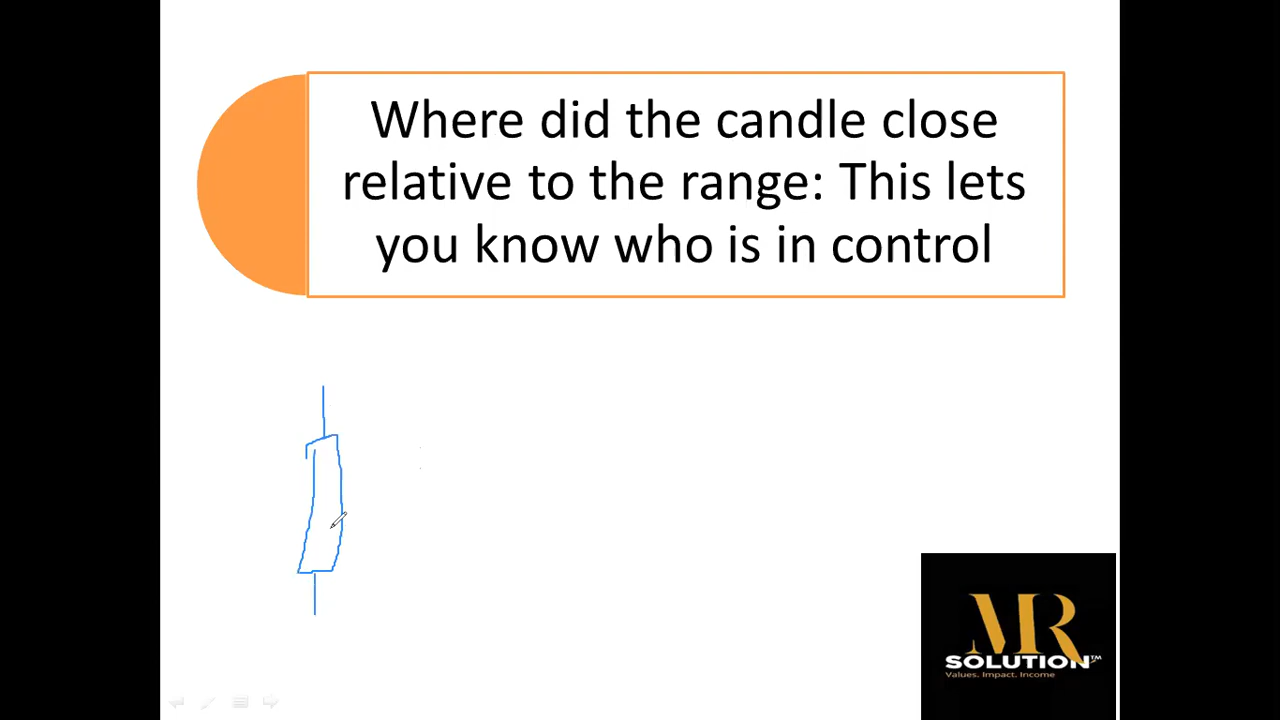 Where did the candle close
relative to the range: This lets
you know who is in control
MR
SOLUTION™
Values. Impact. Income